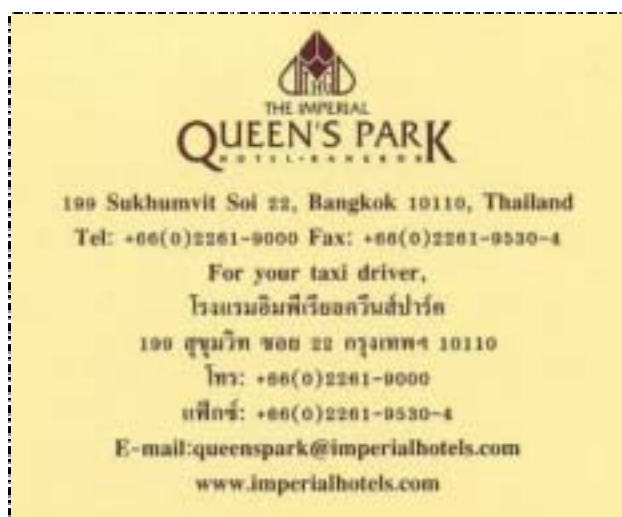 THE IMPERIAL
QUEEN'S PARK
HOTEL · BANGKOK
199 Sukhumvit Soi 22, Bangkok 10110, Thailand
Tel: +66(0)2261-9000 Fax: +66(0)2261-9530-4
For your taxi driver,
โรงแรมอิมพีเรียลควีนส์ปาร์ค
199 สุขุมวิท ซอย 22 กรุงเทพฯ 10110
โทร: +66(0)2261-9000
แฟ็กซ์: +66(0)2261-9530-4
E-mail:queenspark@imperialhotels.com
www.imperialhotels.com